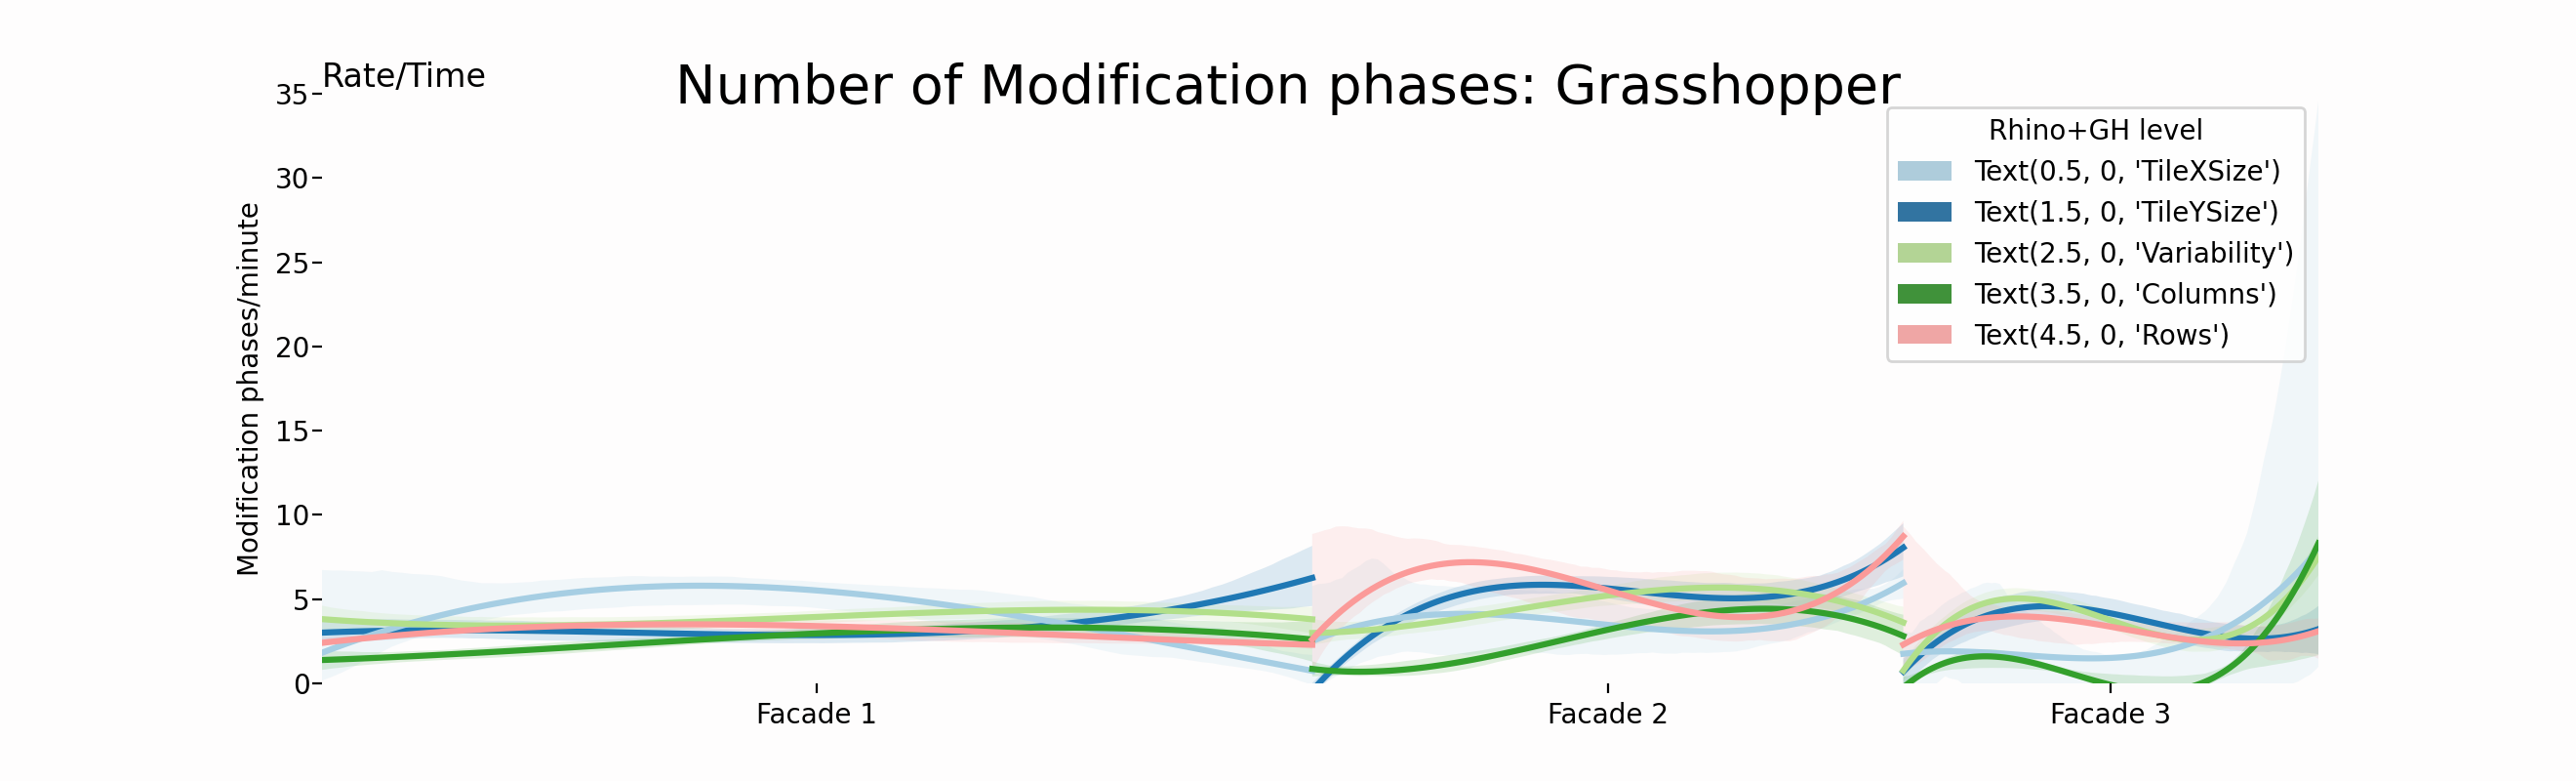 Rate/Time
Number of Modification phases: Grasshopper
Modification phases/minute
35
30
25
20
15
10
5
0
Rhino+GH level
Text(0.5, 0, 'TileXSize')
Text(1.5, 0, 'TileYSize')
Text(2.5, 0, 'Variability')
Text(3.5, 0, 'Columns')
Text(4.5, 0, 'Rows')
Facade 1
Facade 2
Facade 3